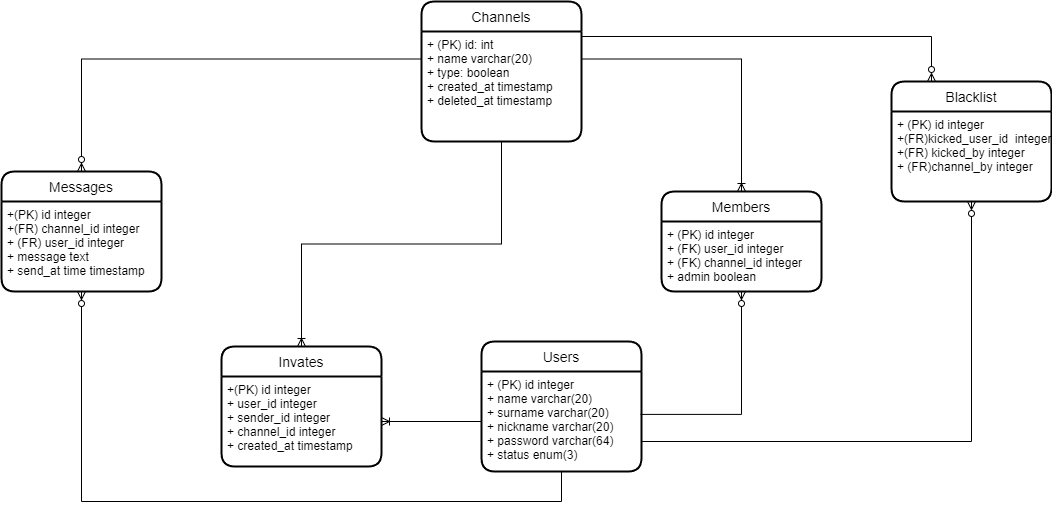 Channels
+ (PK) id: int
+ name varchar(20)
+ type: boolean
+ created_at timestamp
+ deleted_at timestamp
Blacklist
+ (PK) id integer
+(FR)kicked_user_id integer
+(FR) kicked_by integer
+ (FR)channel_by integer
Messages
+(PK) id integer
+(FR) channel_id integer
+ (FR) user_id integer
+ message text
+ send_at time timestamp
Members
+ (PK) id integer
+ (FK) user_id integer
+ (FK) channel_id integer
+ admin boolean
Invates
+(PK) id integer
+ user_id integer
+ sender_id integer
+ channel_id integer
+ created_at timestamp
Users
+ (PK) id integer
+ name varchar(20)
+ surname varchar(20)
+ nickname varchar(20)
+ password varchar(64)
+ status enum(3)